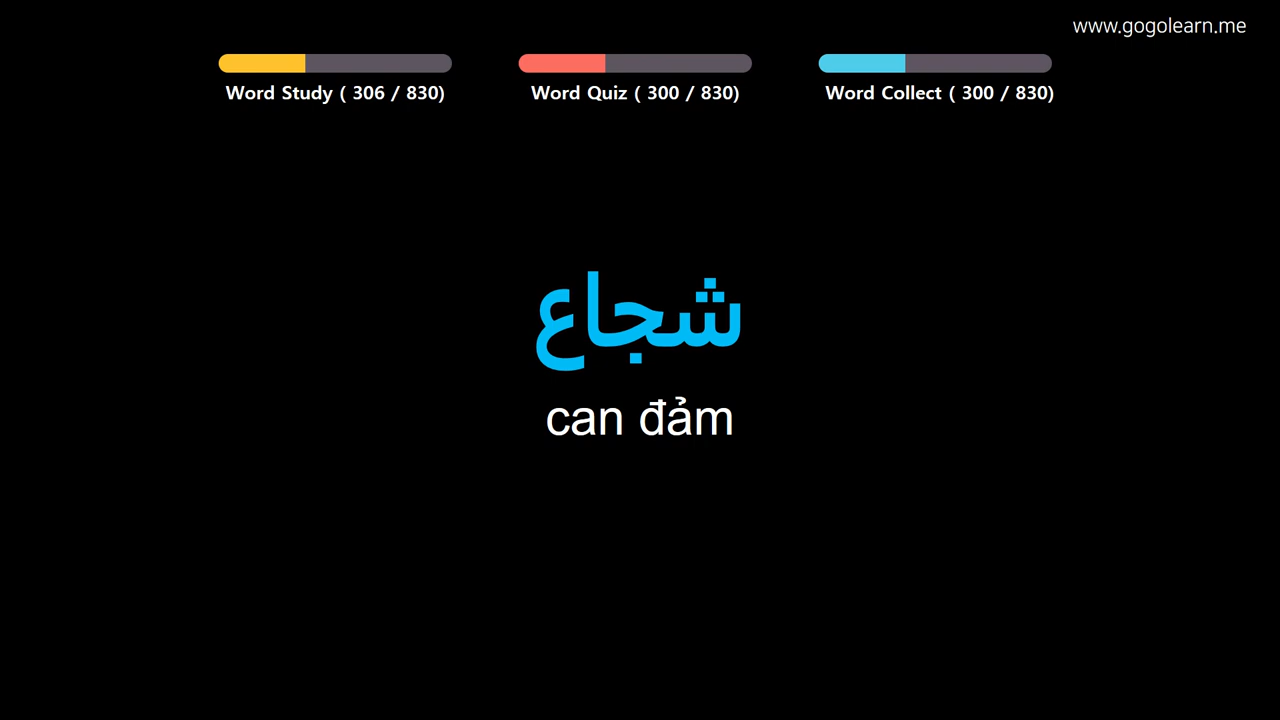 www.gogolearn.me
Word Study ( 306 / 830)
Word Quiz ( 300 / 830)
Word Collect ( 300 / 830)
شجاع
can đảm